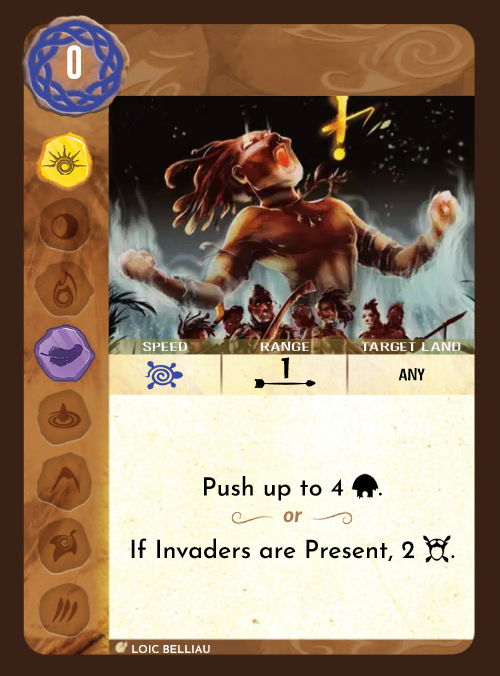 0
SPEED RANGE TARGET LAND
1 ANY
Push up to 4 .
or
If Invaders are Present, 2 .
LOIC BELLIAU